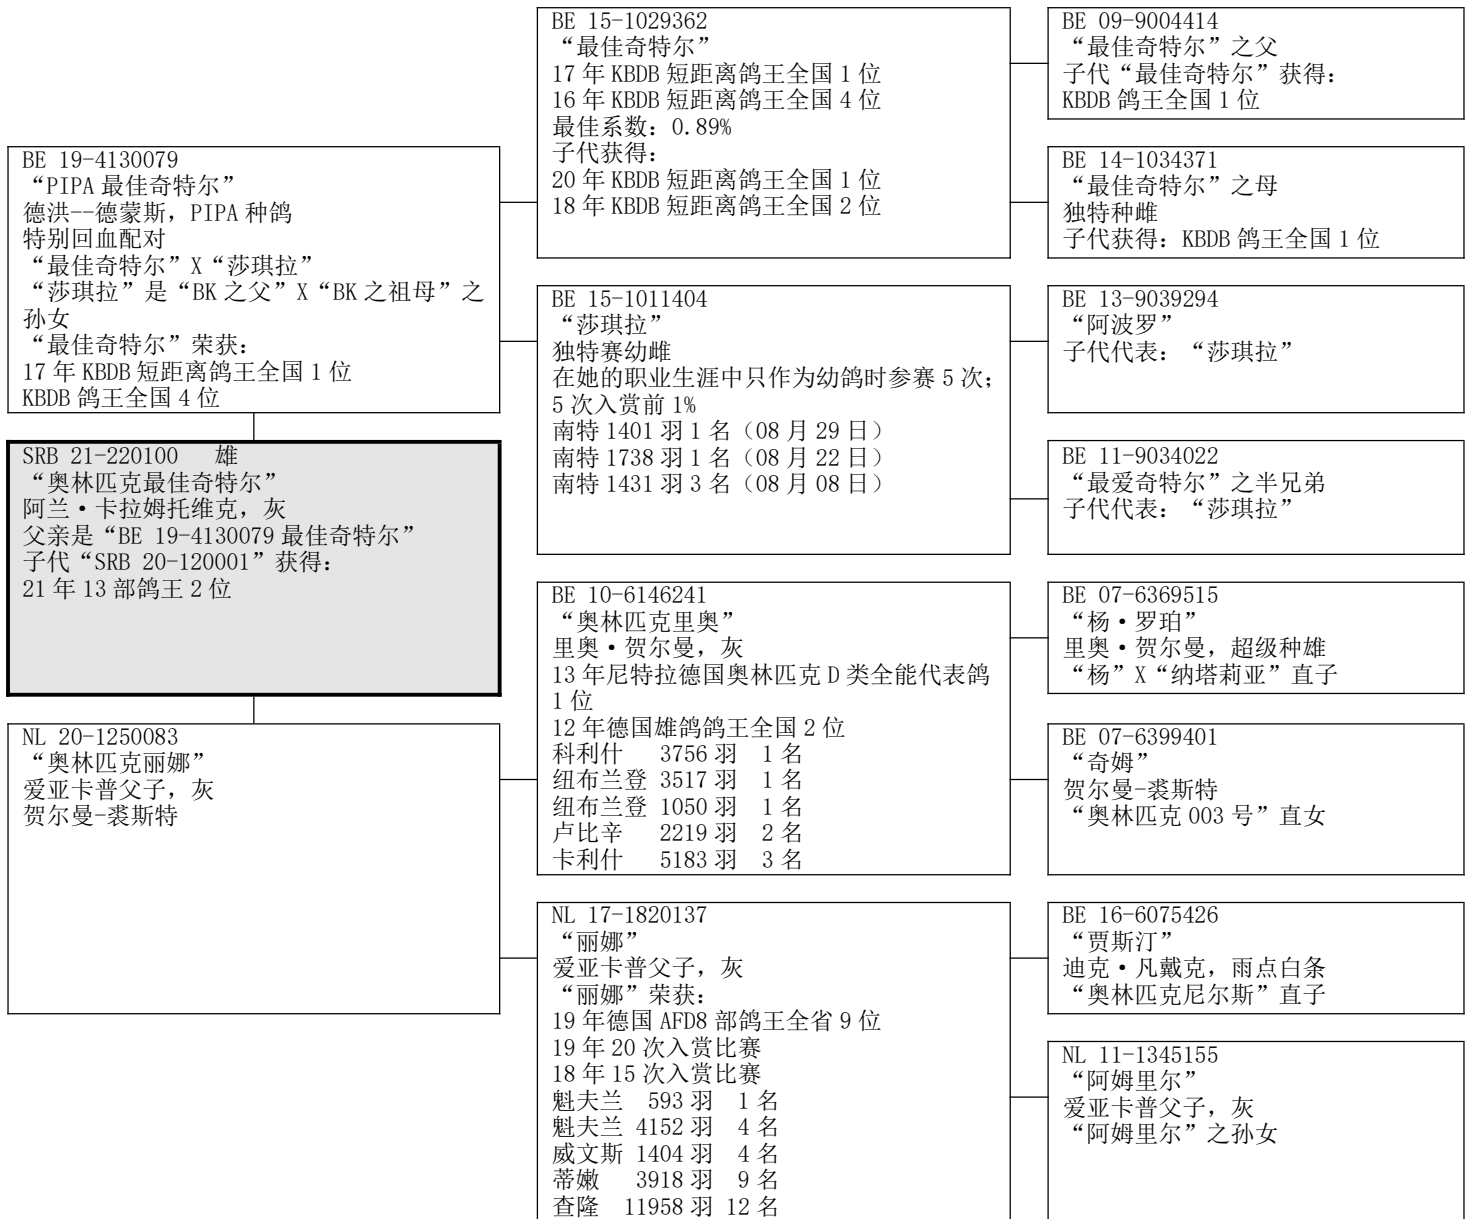 BE 19-4130079
“PIPA 最佳奇特尔”
德洪--德蒙斯，PIPA 种鸽
特别回血配对
“最佳奇特尔”X“莎琪拉”
“莎琪拉”是“BK 之父”X“BK 之祖母”之
孙女
“最佳奇特尔”荣获：
17 年 KBDB 短距离鸽王全国 1 位
KBDB 鸽王全国 4 位
SRB 21-220100 雄
“奥林匹克最佳奇特尔”
阿兰·卡拉姆托维克，灰
父亲是“BE 19-4130079 最佳奇特尔”
子代“SRB 20-120001”获得：
21 年 13 部鸽王 2 位
NL 20-1250083
“奥林匹克丽娜”
爱亚卡普父子，灰
贺尔曼-裘斯特
BE 15-1029362
“最佳奇特尔”
17 年 KBDB 短距离鸽王全国 1 位
16 年 KBDB 短距离鸽王全国 4 位
最佳系数：0.89%
子代获得：
20 年 KBDB 短距离鸽王全国 1 位
18 年 KBDB 短距离鸽王全国 2 位
BE 15-1011404
“莎琪拉”
独特赛幼雌
在她的职业生涯中只作为幼鸽时参赛 5 次；
5 次入赏前 1%
南特 1401 羽 1 名（08 月 29 日）
南特 1738 羽 1 名（08 月 22 日）
南特 1431 羽 3 名（08 月 08 日）
BE 10-6146241
“奥林匹克里奥”
里奥·贺尔曼，灰
13 年尼特拉德国奥林匹克 D 类全能代表鸽
1 位
12 年德国雄鸽鸽王全国 2 位
科利什 3756 羽 1 名
纽布兰登 3517 羽 1 名
纽布兰登 1050 羽 1 名
卢比辛 2219 羽 2 名
卡利什 5183 羽 3 名
NL 17-1820137
“丽娜”
爱亚卡普父子，灰
“丽娜”荣获：
19 年德国 AFD8 部鸽王全省 9 位
19 年 20 次入赏比赛
18 年 15 次入赏比赛
魁夫兰 593 羽 1 名
魁夫兰 4152 羽 4 名
威文斯 1404 羽 4 名
蒂嫩 3918 羽 9 名
查隆 11958 羽 12 名
BE 09-9004414
“最佳奇特尔”之父
子代“最佳奇特尔”获得：
KBDB 鸽王全国 1 位
BE 14-1034371
“最佳奇特尔”之母
独特种雌
子代获得：KBDB 鸽王全国 1 位
BE 13-9039294
“阿波罗”
子代代表：“莎琪拉”
BE 11-9034022
“最爱奇特尔”之半兄弟
子代代表：“莎琪拉”
BE 07-6369515
“杨·罗珀”
里奥·贺尔曼，超级种雄
“杨”X“纳塔莉亚”直子
BE 07-6399401
“奇姆”
贺尔曼-裘斯特
“奥林匹克 003 号”直女
BE 16-6075426
“贾斯汀”
迪克·凡戴克，雨点白条
“奥林匹克尼尔斯”直子
NL 11-1345155
“阿姆里尔”
爱亚卡普父子，灰
“阿姆里尔”之孙女